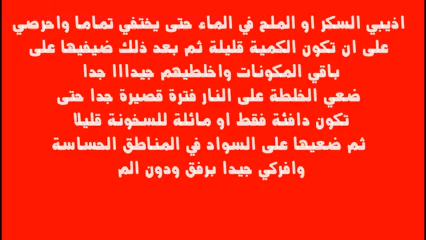 اذيبي السكر او الملح في الماء حتى يختفي تماما واحرصي
على ان تكون الكمية قليلة ثم بعد ذلك ضيفيها على
باقي المكونات واخلطيهم جيدااا جدا
ضعي الخلطة على النار فترة قصيرة جدا حتى
تكون دافئة فقط او مائلة للسخونة قليلا
ثم ضعيها على السواد في المناطق الحساسة
وافركي جيدا برفق ودون الم